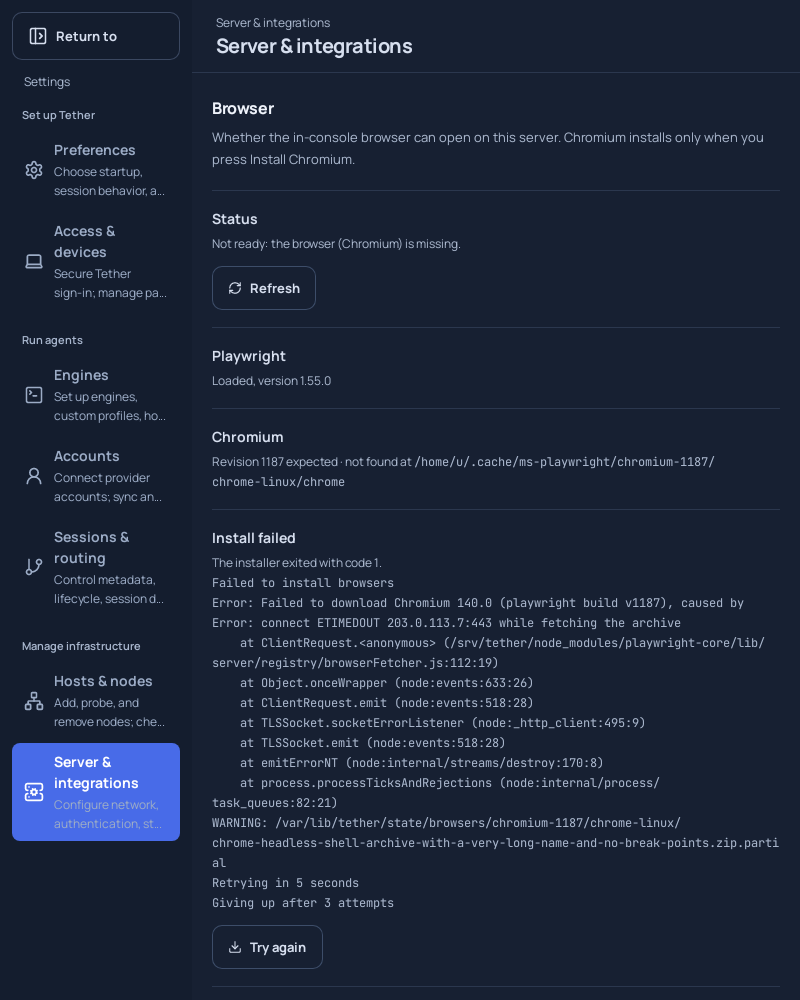 Return to
Settings
Set up Tether
Preferences
Choose startup,
session behavior, a...
Access &
devices
Secure Tether
sign-in; manage pa...
Run agents
Engines
Set up engines,
custom profiles, ho...
Accounts
Connect provider
accounts; sync an...
Sessions &
routing
Control metadata,
lifecycle, session d...
Manage infrastructure
Hosts & nodes
Add, probe, and
remove nodes; che...
Server &
integrations
Configure network,
authentication, st...
Server & integrations
Server & integrations
Browser
Whether the in-console browser can open on this server. Chromium installs only when you
press Install Chromium.
Status
Not ready: the browser (Chromium) is missing.
Refresh
Playwright
Loaded, version 1.55.0
Chromium
Revision 1187 expected · not found at /home/u/.cache/ms-playwright/chromium-1187/
chrome-linux/chrome
Install failed
The installer exited with code 1.
Failed to install browsers
Error: Failed to download Chromium 140.0 (playwright build v1187), caused by
Error: connect ETIMEDOUT 203.0.113.7:443 while fetching the archive
    at ClientRequest.<anonymous> (/srv/tether/node_modules/playwright-core/lib/
server/registry/browserFetcher.js:112:19)
    at Object.onceWrapper (node:events:633:26)
    at ClientRequest.emit (node:events:518:28)
    at TLSSocket.socketErrorListener (node:_http_client:495:9)
    at TLSSocket.emit (node:events:518:28)
    at emitErrorNT (node:internal/streams/destroy:170:8)
    at process.processTicksAndRejections (node:internal/process/
task_queues:82:21)
WARNING: /var/lib/tether/state/browsers/chromium-1187/chrome-linux/
chrome-headless-shell-archive-with-a-very-long-name-and-no-break-points.zip.parti
al
Retrying in 5 seconds
Giving up after 3 attempts
Try again